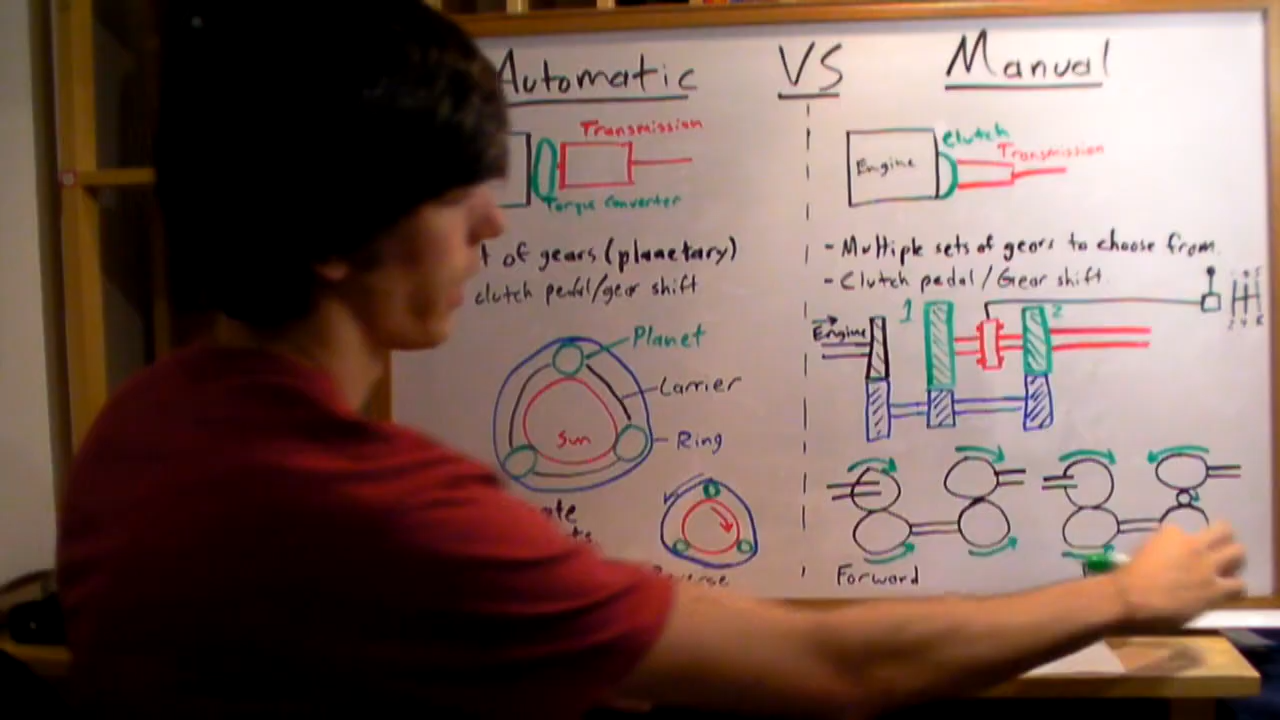 Automatic VS Manual
Transmission
Torque Converter
of gears (planetary)
clutch pedal/gear shift
Planet
Carrier
Sun
Ring
Engine
Clutch
Transmission
- Multiple sets of gears to choose from.
- Clutch pedal / Gear shift.
1
2
Engine
Forward